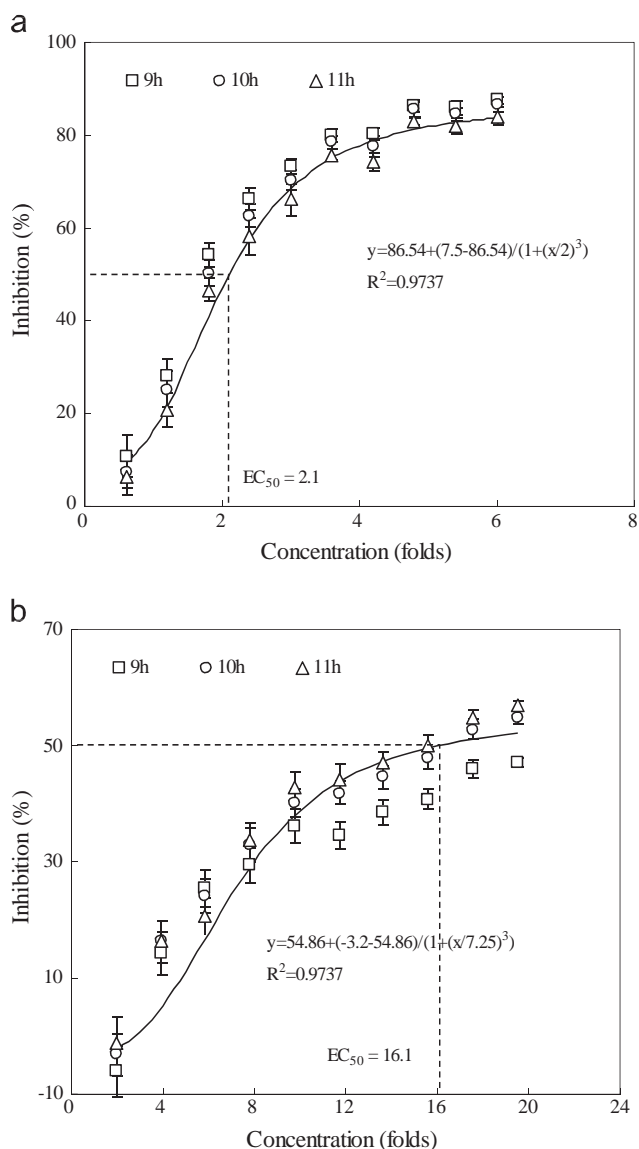 a
100
80
60
40
20
0
Inhibition (%)
9h 10h 11h
y=86.54+(7.5-86.54)/(1+(x/2)³)
R²=0.9737
EC₅₀ = 2.1
0 2 4 6 8
Concentration (folds)
b
70
50
30
10
-10
Inhibition (%)
9h 10h 11h
y=54.86+(-3.2-54.86)/(1+(x/7.25)³)
R²=0.9737
EC₅₀ = 16.1
0 4 8 12 16 20 24
Concentration (folds)